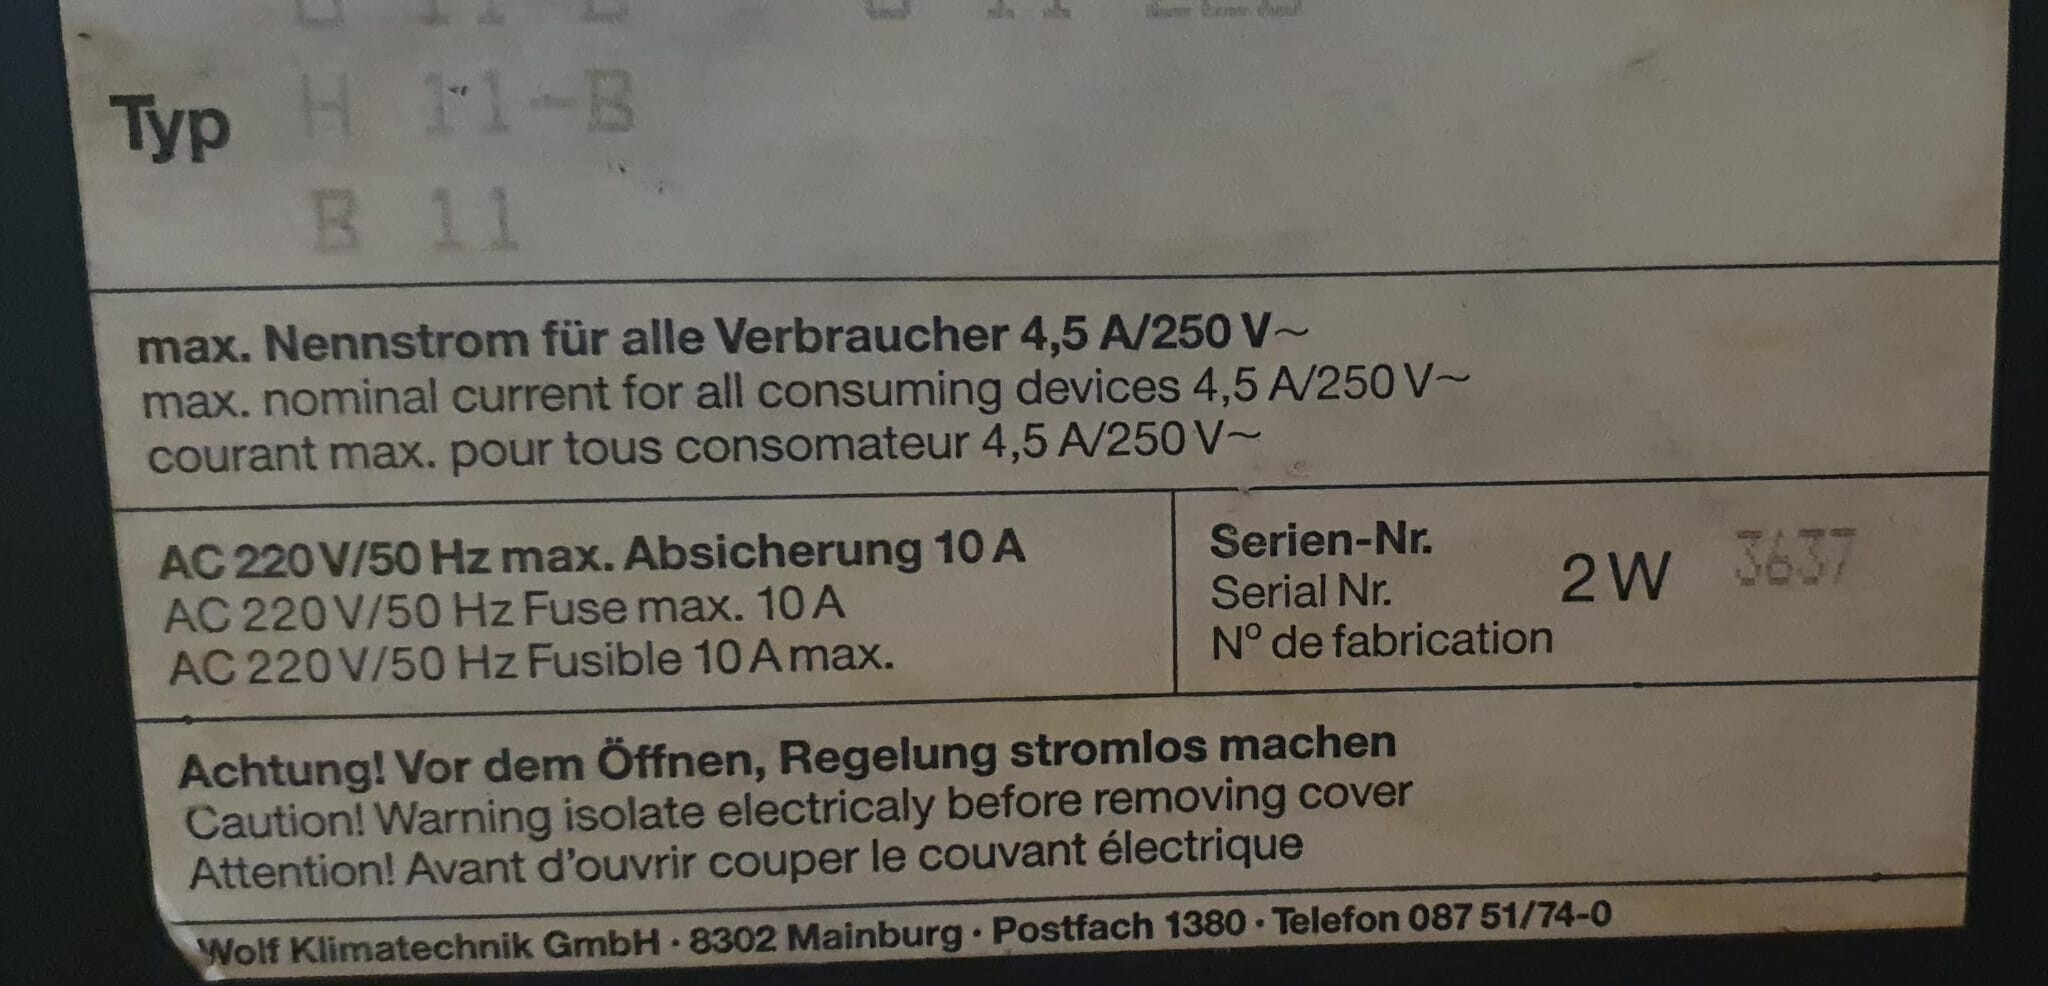 Typ H 11-B
B 11
max. Nennstrom für alle Verbraucher 4,5 A/250 V~
max. nominal current for all consuming devices 4,5 A/250 V~
courant max. pour tous consomateur 4,5 A/250 V~
AC 220 V/50 Hz max. Absicherung 10 A
AC 220 V/50 Hz Fuse max. 10 A
AC 220 V/50 Hz Fusible 10 A max.
Serien-Nr.
Serial Nr.
Nº de fabrication
2 W 3637
Achtung! Vor dem Öffnen, Regelung stromlos machen
Caution! Warning isolate electricaly before removing cover
Attention! Avant d'ouvrir couper le couvant électrique
Wolf Klimatechnik GmbH · 8302 Mainburg · Postfach 1380 · Telefon 087 51/74-0